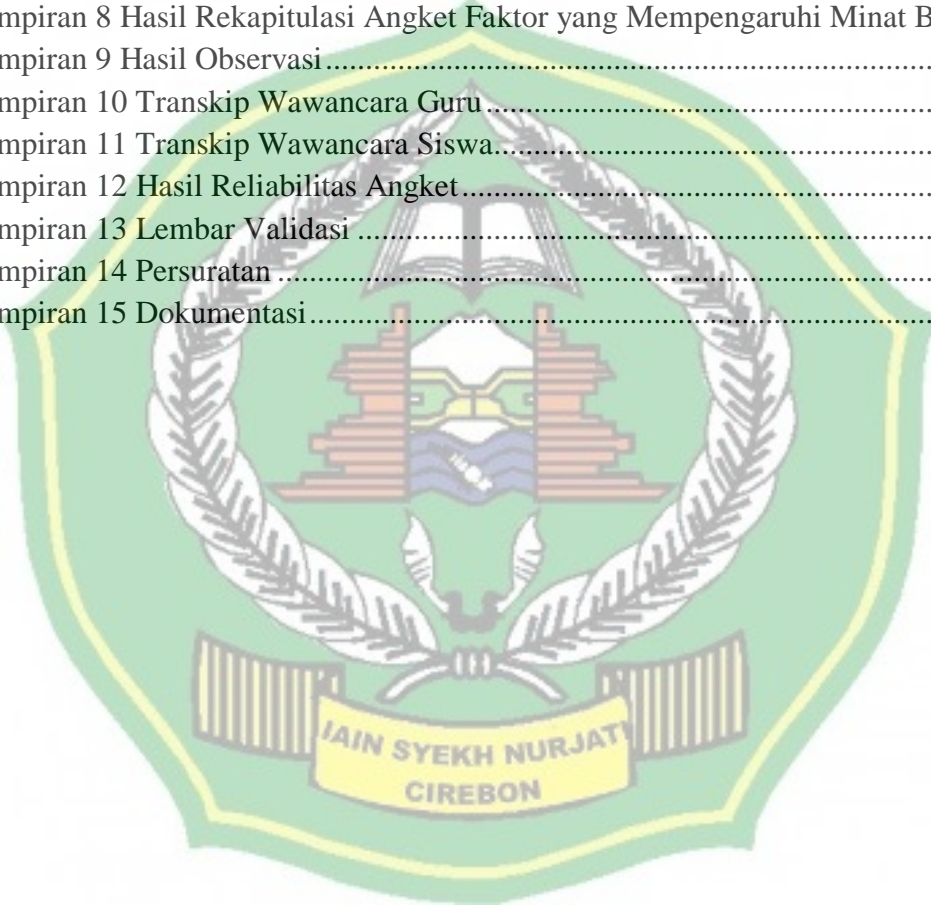 mpiran 8 Hasil Rekapitulasi Angket Faktor yang Mempengaruhi Minat B
mpiran 9 Hasil Observasi........................................................................................
mpiran 10 Transkip Wawancara Guru................................................................
mpiran 11 Transkip Wawancara Siswa..............................................................
mpiran 12 Hasil Reliabilitas Angket....................................................................
mpiran 13 Lembar Validasi ..................................................................................
mpiran 14 Persuratan ............................................................................................
mpiran 15 Dokumentasi.........................................................................................
IAIN SYEKH NURJATI
CIREBON